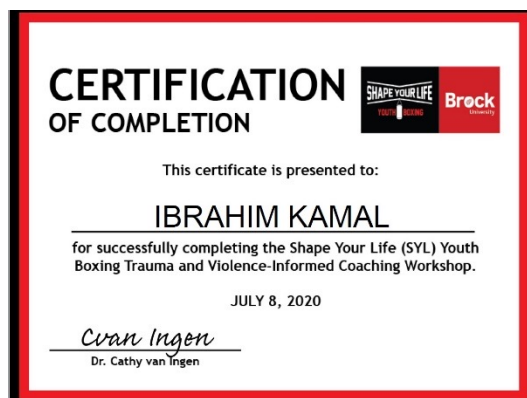 CERTIFICATION
OF COMPLETION
SHAPE YOUR LIFE
YOUTH BOXING
Brock
University
This certificate is presented to:
IBRAHIM KAMAL
for successfully completing the Shape Your Life (SYL) Youth
Boxing Trauma and Violence-Informed Coaching Workshop.
JULY 8, 2020
Cvan Ingen
Dr. Cathy van Ingen